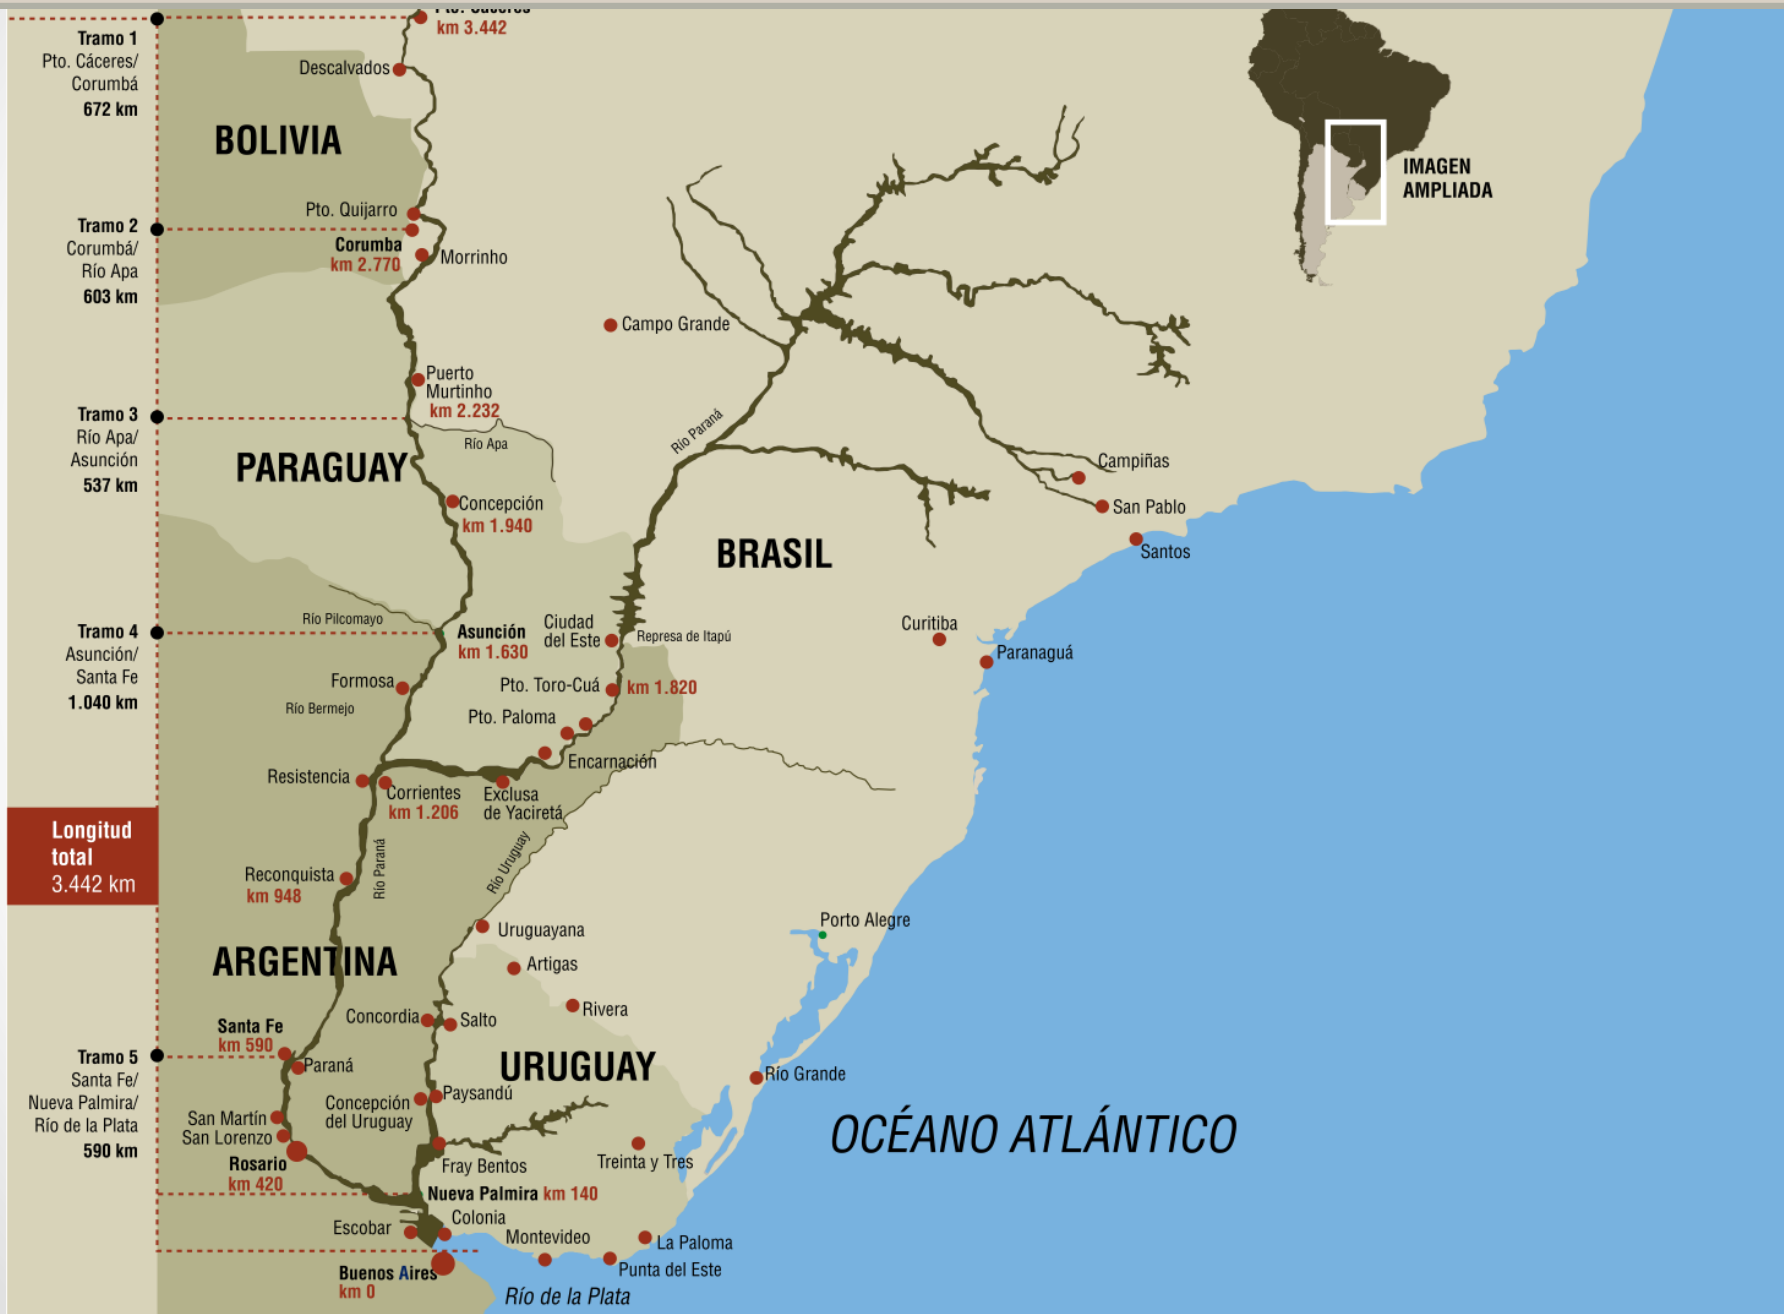 Pto. Cáceres
km 3.442
Tramo 1
Pto. Cáceres/
Corumbá
672 km
Descalvados
BOLIVIA
IMAGEN
AMPLIADA
Pto. Quijarro
Tramo 2
Corumbá/
Río Apa
603 km
Corumba
km 2.770
Morrinho
Campo Grande
Puerto
Murtinho
km 2.232
Tramo 3
Río Apa/
Asunción
537 km
Río Apa
Río Paraná
PARAGUAY
Campiñas
San Pablo
Santos
Concepción
km 1.940
BRASIL
Río Pilcomayo
Tramo 4
Asunción/
Santa Fe
1.040 km
Asunción
km 1.630
Ciudad
del Este
Represa de Itapú
Curitiba
Paranaguá
Formosa
Río Bermejo
Pto. Toro-Cuá
km 1.820
Pto. Paloma
Encarnación
Resistencia
Corrientes
km 1.206
Exclusa
de Yaciretá
Longitud
total
3.442 km
Río Paraná
Río Uruguay
Reconquista
km 948
Uruguayana
Porto Alegre
ARGENTINA
Artigas
Rivera
Concordia
Salto
Santa Fe
km 590
Paraná
Tramo 5
Santa Fe/
Nueva Palmira/
Río de la Plata
590 km
URUGUAY
Río Grande
Concepción
del Uruguay
Paysandú
San Martín
San Lorenzo
OCÉANO ATLÁNTICO
Rosario
km 420
Fray Bentos
Treinta y Tres
Nueva Palmira km 140
Escobar
Colonia
Montevideo
La Paloma
Punta del Este
Buenos Aires
km 0
Río de la Plata